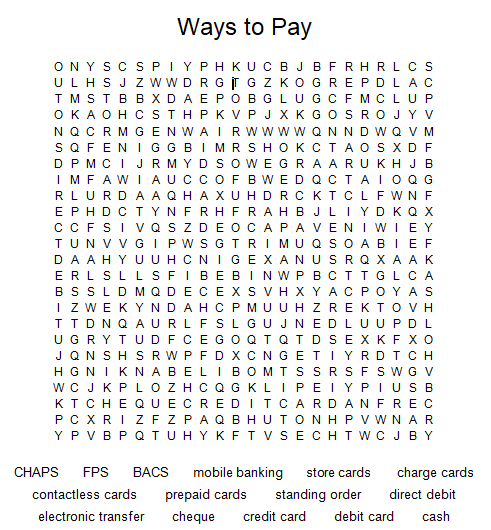 Ways to Pay
O N Y S C S P I Y P H K U C B J B F R H R L C S
U L H S J Z W W D R G T G Z K O G R E P D L A C
T M S T B B X D A E P O B G L U G C F M C L U P
O K A O H C S T H P K V P J X K G O S R O J Y V
N Q C R M G E N W A I R W W W W Q N N D W Q V M
S Q F E N I G G B I M R S H O K C T A O S X D F
D P M C I J R M Y D S O W E G R A A R U K H J B
I M F A W I A U C C O F B W E D Q C T A I O Q G
R L U R D A A Q H A X U H D R C K T C L F W N F
E P H D C T Y N F R H F R A H B J L I Y D K Q X
C C F S I V Q S Z D E O C A P A V E N I W I E Y
T U N V V G I P W S G T R I M U Q S O A B I E F
D A A H Y U U H C N I G E X A N U S R Q X A A K
E R L S L L S F I B E B I N W P B C T T G L C A
B S S L D M Q D E C E X S V H X Y A C P O Y A S
I Z W E K Y N D A H C P M U U H Z R E K T O V H
T T D N Q A U R L F S L G U J N E D L U U P D L
U G R Y T U D F C E G O Q T Q T D S E X K F X O
J Q N S H S R W P F D X C N G E T I Y R D T C H
H G N I K N A B E L I B O M T S S R S F S W G V
W C J K P L O Z H C Q G K L I P E I Y P I U S B
K T C H E Q U E C R E D I T C A R D A N F R E C
P C X R I Z F Z P A Q B H U T O N H P V W N A R
Y P V B P Q T U H Y K F T V S E C H T W C J B Y
CHAPS FPS BACS mobile banking store cards charge cards
contactless cards prepaid cards standing order direct debit
electronic transfer cheque credit card debit card cash